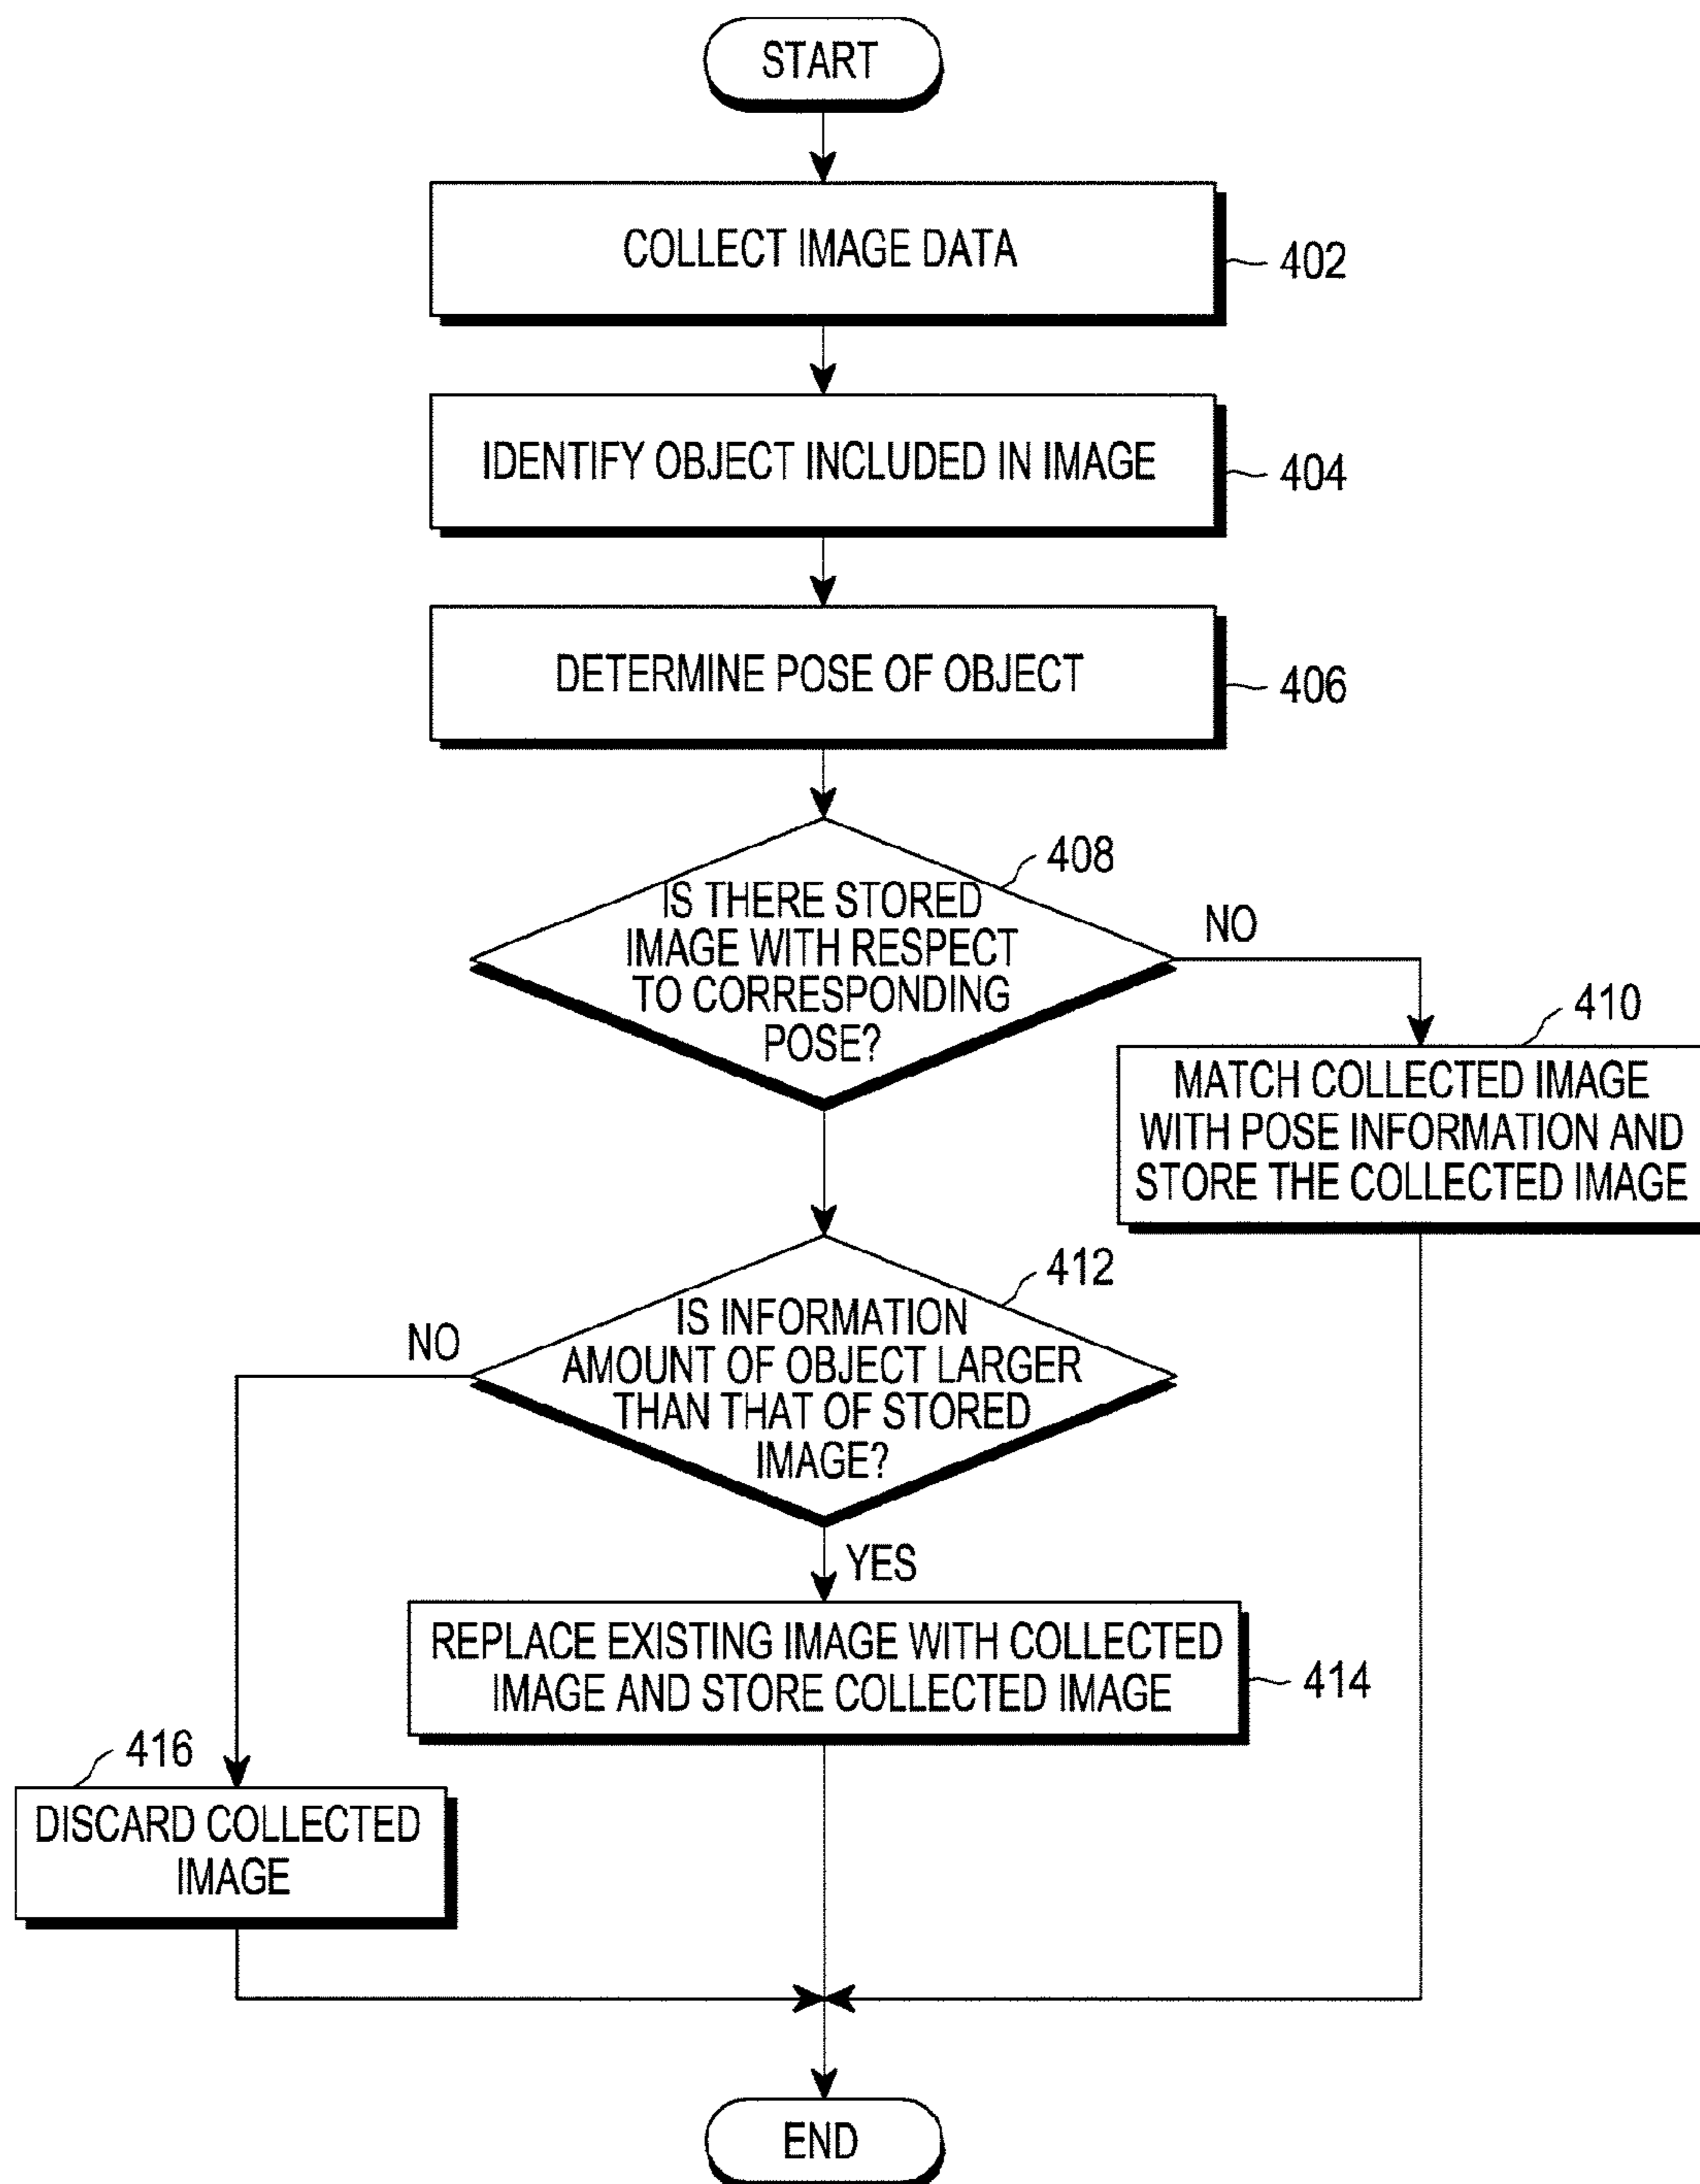 START
COLLECT IMAGE DATA
402
IDENTIFY OBJECT INCLUDED IN IMAGE
404
DETERMINE POSE OF OBJECT
406
408
IS THERE STORED
IMAGE WITH RESPECT
TO CORRESPONDING
POSE?
NO
410
MATCH COLLECTED IMAGE
WITH POSE INFORMATION AND
STORE THE COLLECTED IMAGE
412
IS INFORMATION
AMOUNT OF OBJECT LARGER
THAN THAT OF STORED
IMAGE?
NO
YES
REPLACE EXISTING IMAGE WITH COLLECTED
IMAGE AND STORE COLLECTED IMAGE
414
416
DISCARD COLLECTED
IMAGE
END